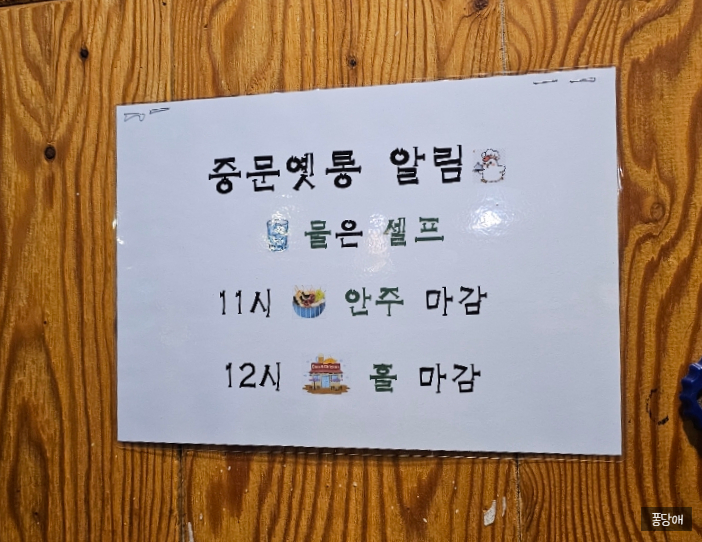 중문옛통 알림
물은 셀프
11시 안주 마감
12시 홀 마감
퐁당애